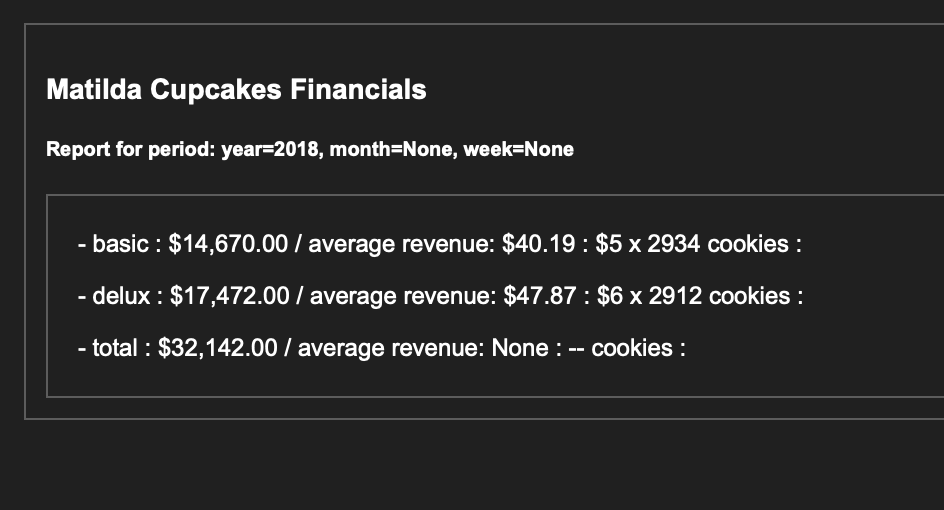 Matilda Cupcakes Financials
Report for period: year=2018, month=None, week=None
- basic : $14,670.00 / average revenue: $40.19 : $5 x 2934 cookies :
- delux : $17,472.00 / average revenue: $47.87 : $6 x 2912 cookies :
- total : $32,142.00 / average revenue: None : -- cookies :